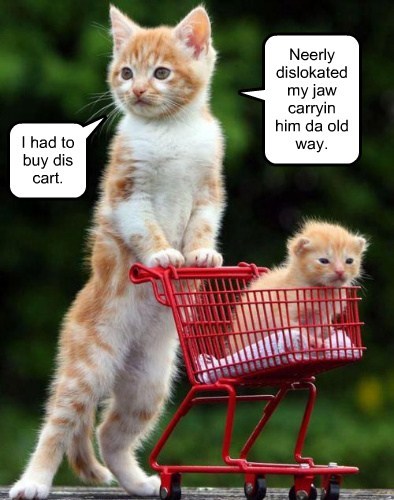 I had to
buy dis
cart.
Neerly
dislokated
my jaw
carryin
him da old
way.